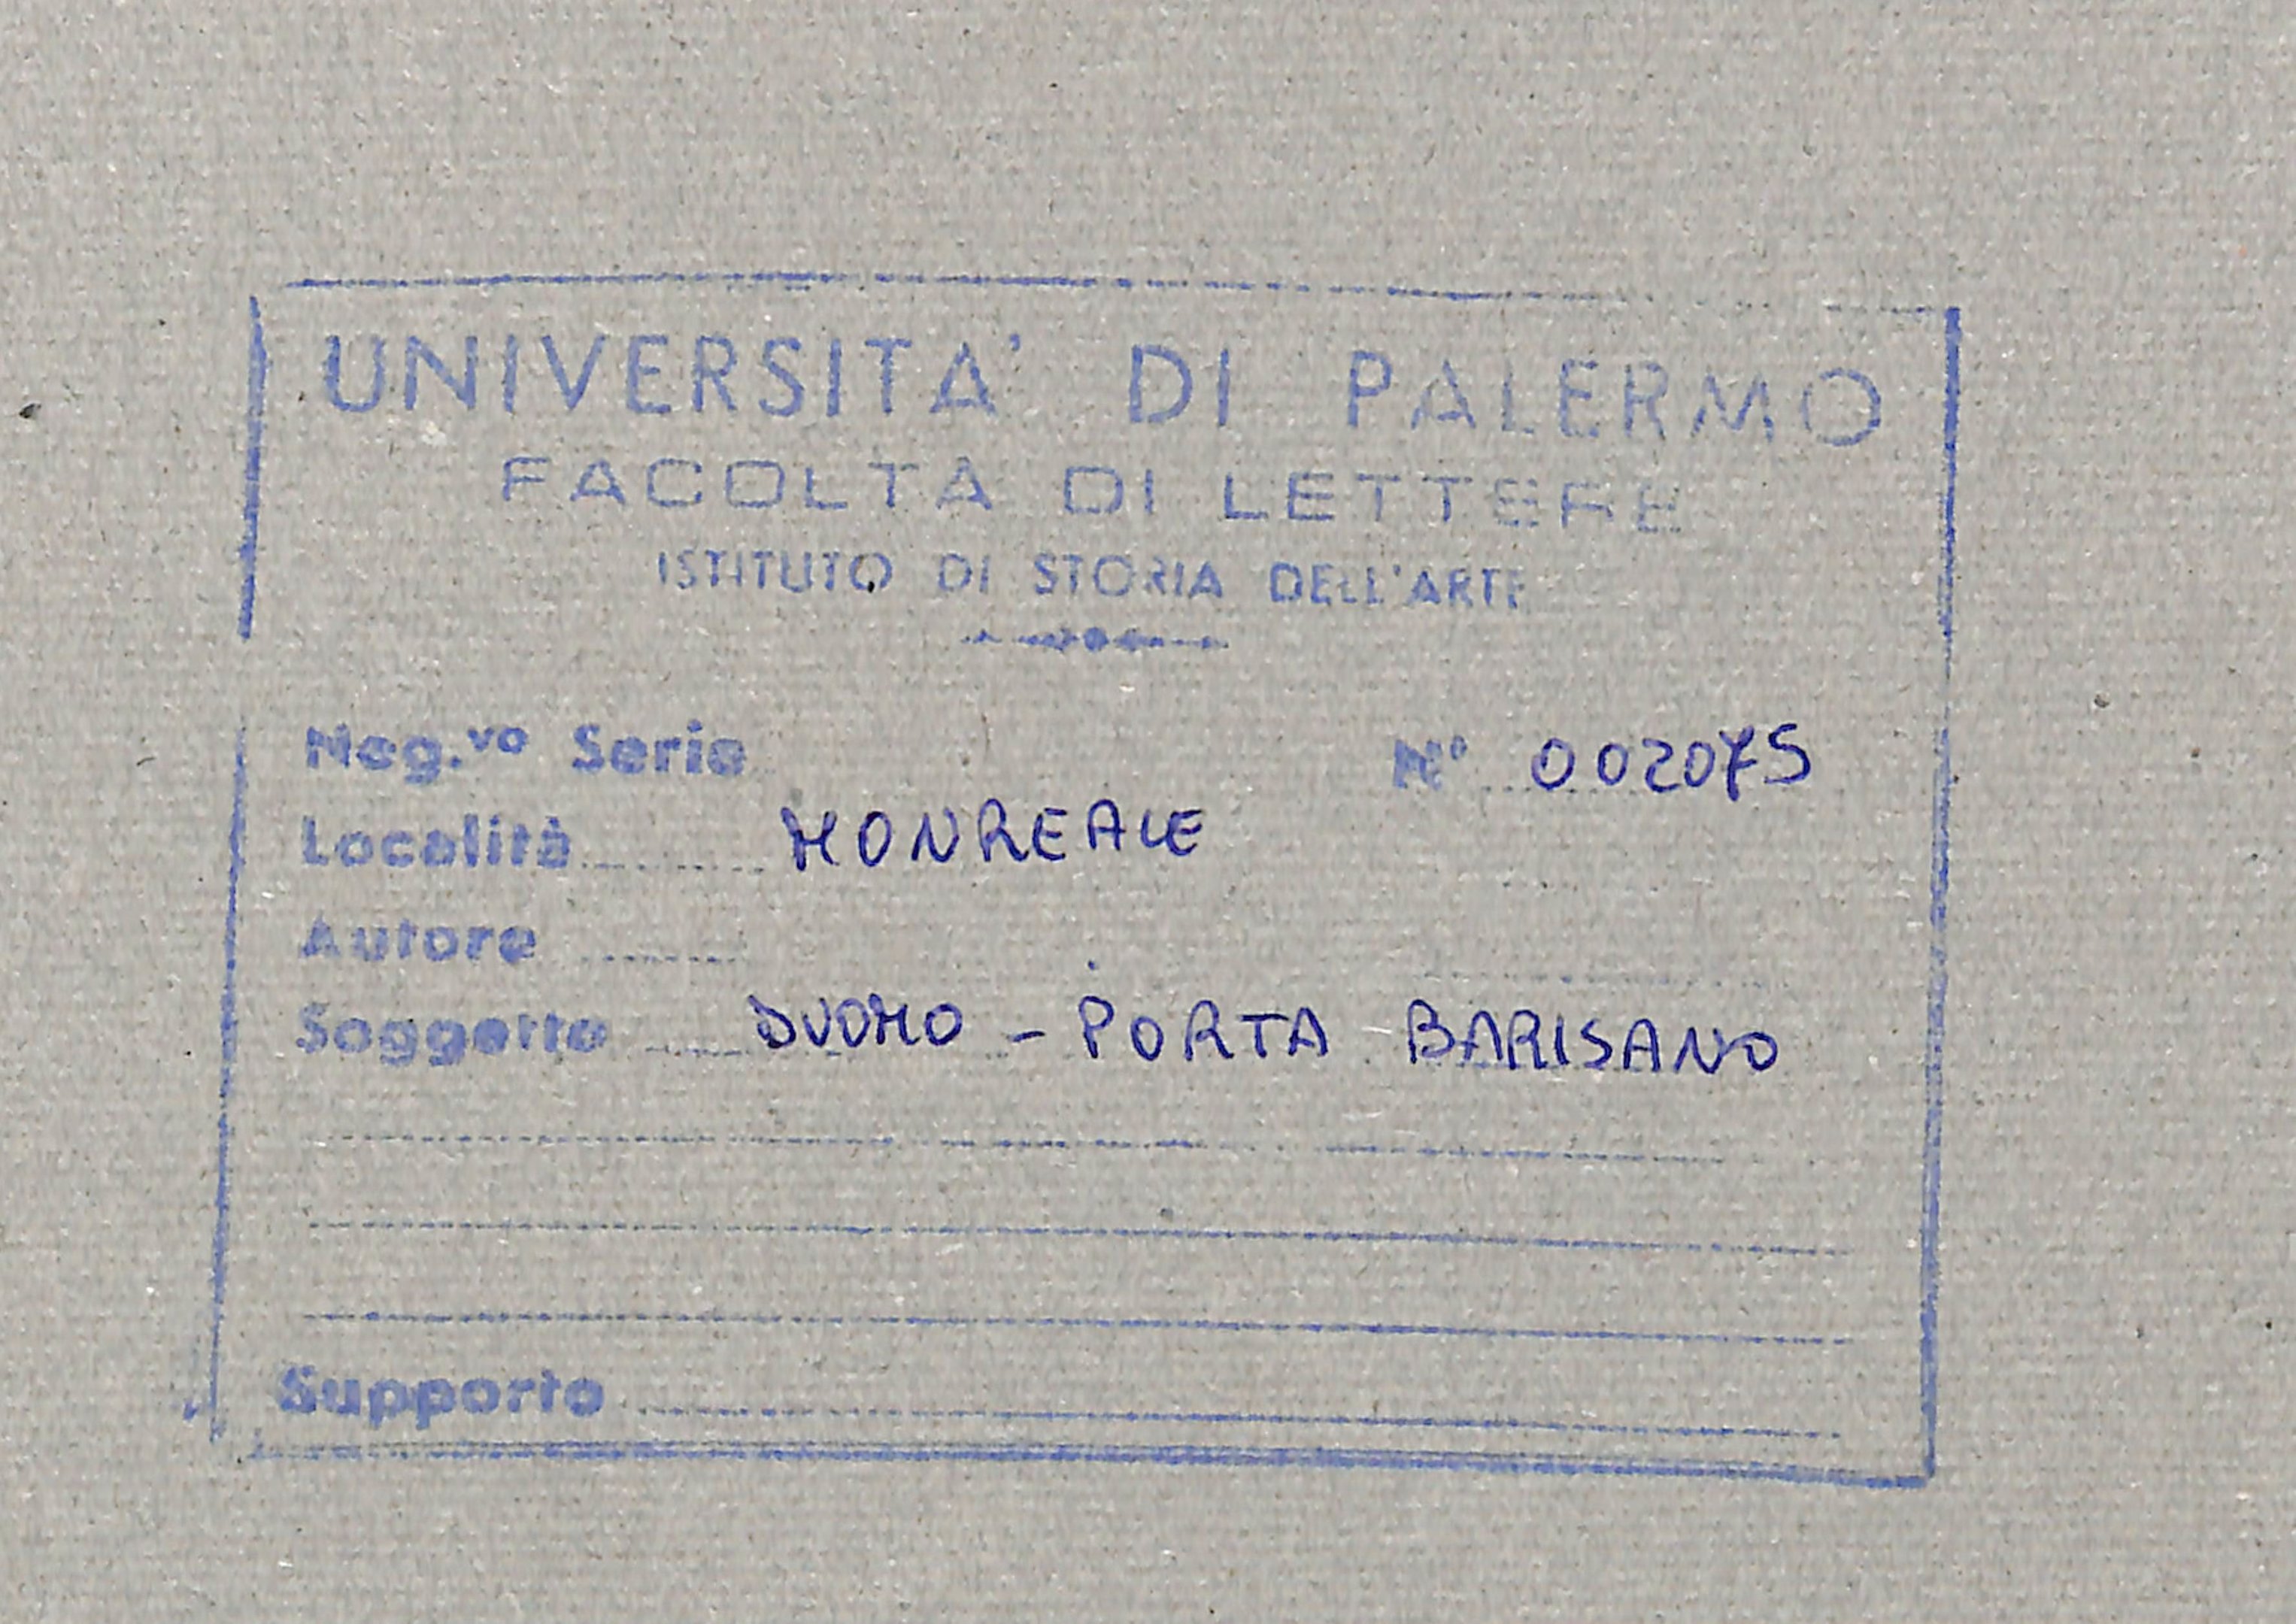 UNIVERSITA' DI PALERMO
FACOLTÀ DI LETTERE
ISTITUTO DI STORIA DELL'ARTE
Neg.vo Serie N° 002075
Località MONREALE
Autore
Soggetto DUOMO - PORTA BARISANO
Supporto